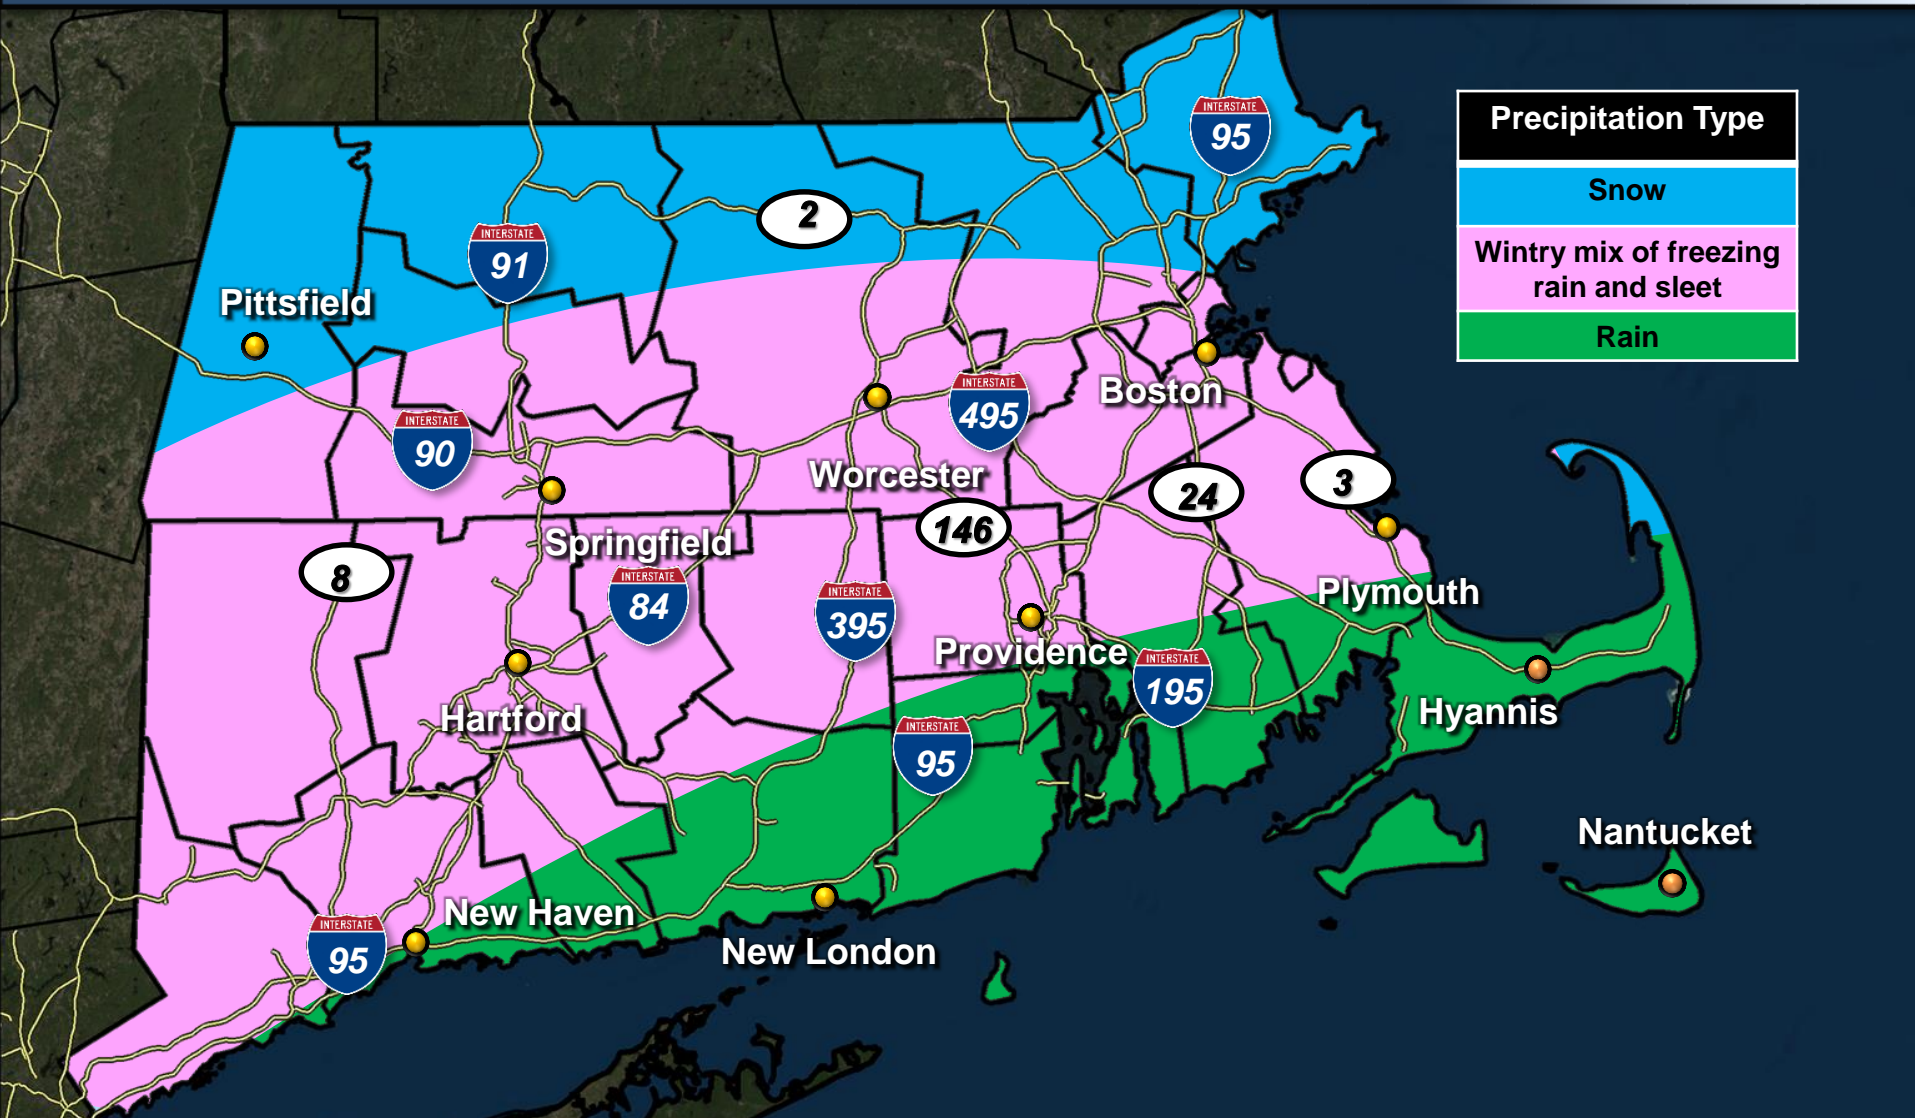 INTERSTATE
95
Precipitation Type
Snow
Wintry mix of freezing
rain and sleet
Rain
2
INTERSTATE
91
Pittsfield
INTERSTATE
90
INTERSTATE
495
Boston
Worcester
3
24
146
Springfield
8
INTERSTATE
84
INTERSTATE
395
Plymouth
Providence
INTERSTATE
195
Hartford
Hyannis
INTERSTATE
95
Nantucket
New Haven
INTERSTATE
95
New London